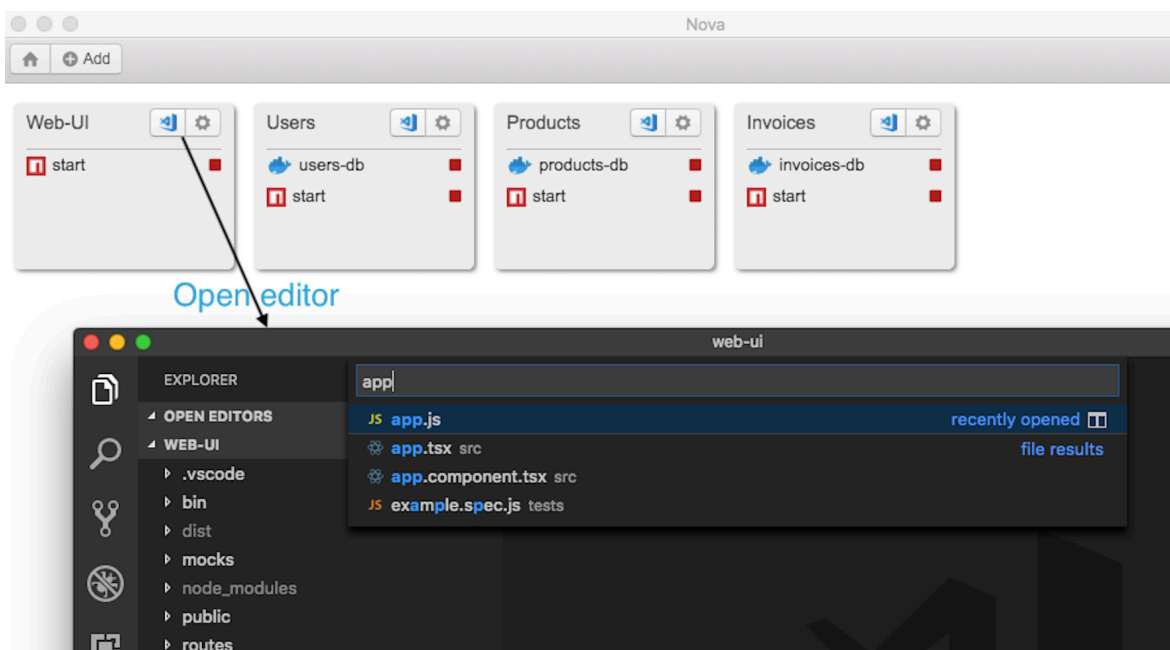 Nova
Add
Web-UI
start
Users
users-db
start
Products
products-db
start
Invoices
invoices-db
start
Open editor
web-ui
EXPLORER
OPEN EDITORS
WEB-UI
.vscode
bin
dist
mocks
node_modules
public
routes
app
JS app.js recently opened
app.tsx src file results
app.component.tsx src
JS example.spec.js tests